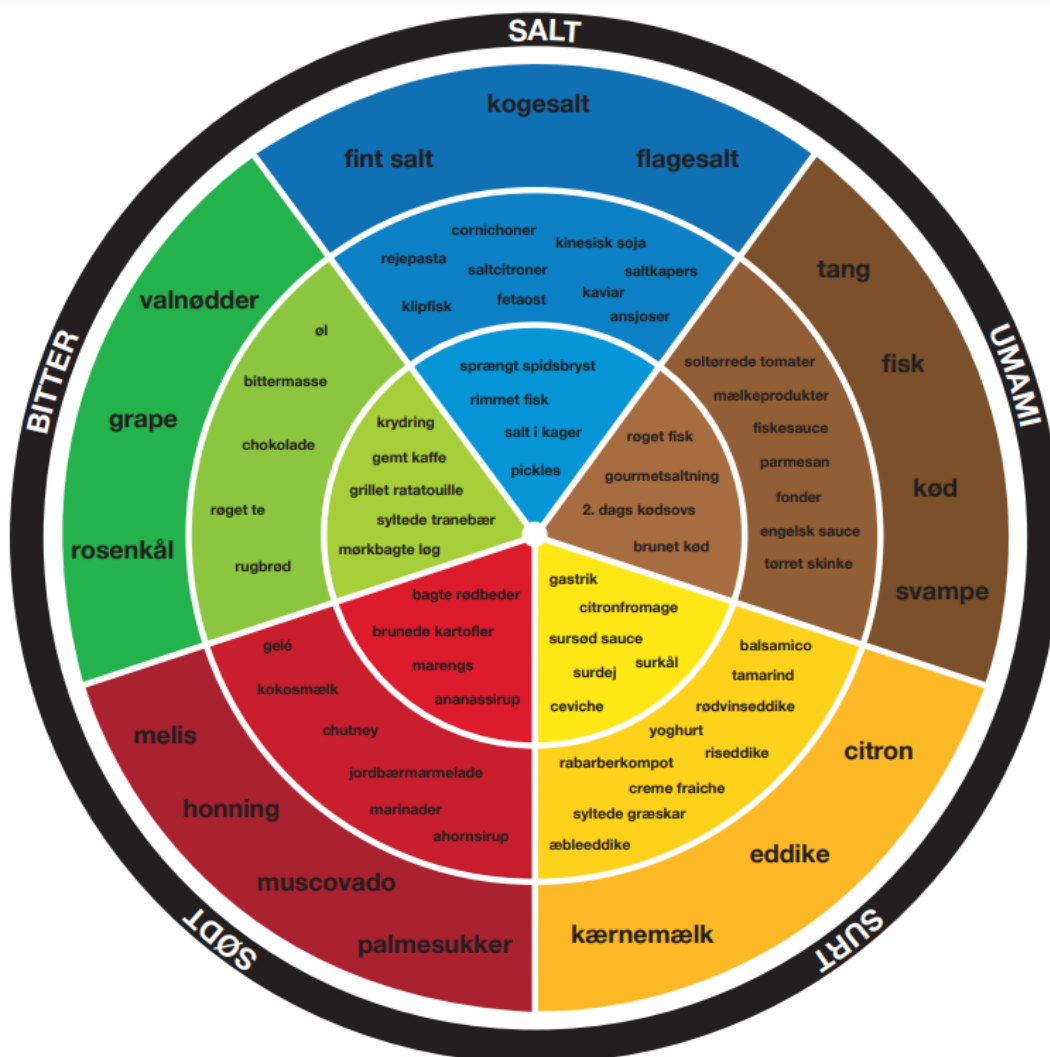 SALT
kogesalt
fint salt
flagesalt
cornichoner
kinesisk soja
rejepasta
saltcitroner
saltkapers
klipfisk
fetaost
kaviar
ansjoser
sprængt spidsbryst
rimmet fisk
salt i kager
pickles
UMAMI
tang
fisk
kød
svampe
soltørrede tomater
mælkeprodukter
fiskesauce
parmesan
fonder
engelsk sauce
tørret skinke
røget fisk
gourmetsaltning
2. dags kødsovs
brunet kød
SURT
citron
eddike
kærnemælk
balsamico
tamarind
rødvinseddike
yoghurt
riseddike
rabarberkompot
creme fraiche
syltede græskar
æbleeddike
gastrik
citronfromage
sursød sauce
surkål
surdej
ceviche
SØDT
melis
honning
muscovado
palmesukker
gelé
kokosmælk
chutney
jordbærmarmelade
marinader
ahornsirup
bagte rødbeder
brunede kartofler
marengs
ananassirup
BITTER
valnødder
grape
rosenkål
øl
bittermasse
chokolade
røget te
rugbrød
krydring
gemt kaffe
grillet ratatouille
syltede tranebær
mørkbagte løg